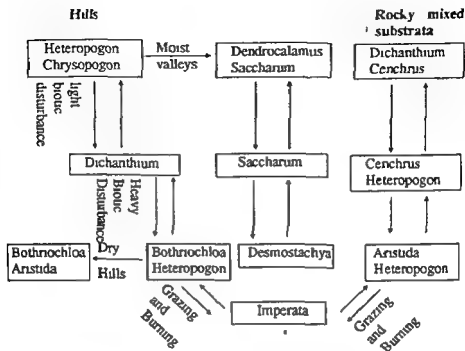 Hills
Rocky mixed
substrata
Heteropogon
Chrysopogon
Moist
valleys
Dendrocalamus
Saccharum
Dichanthium
Cenchrus
light
biotic
disturbance
Dichanthium
Saccharum
Cenchrus
Heteropogon
Heavy
Biotic
Disturbance
Bothriochloa
Aristida
Dry
Hills
Bothriochloa
Heteropogon
Desmostachya
Aristida
Heteropogon
Grazing
and
Burning
Imperata
Grazing
and
Burning